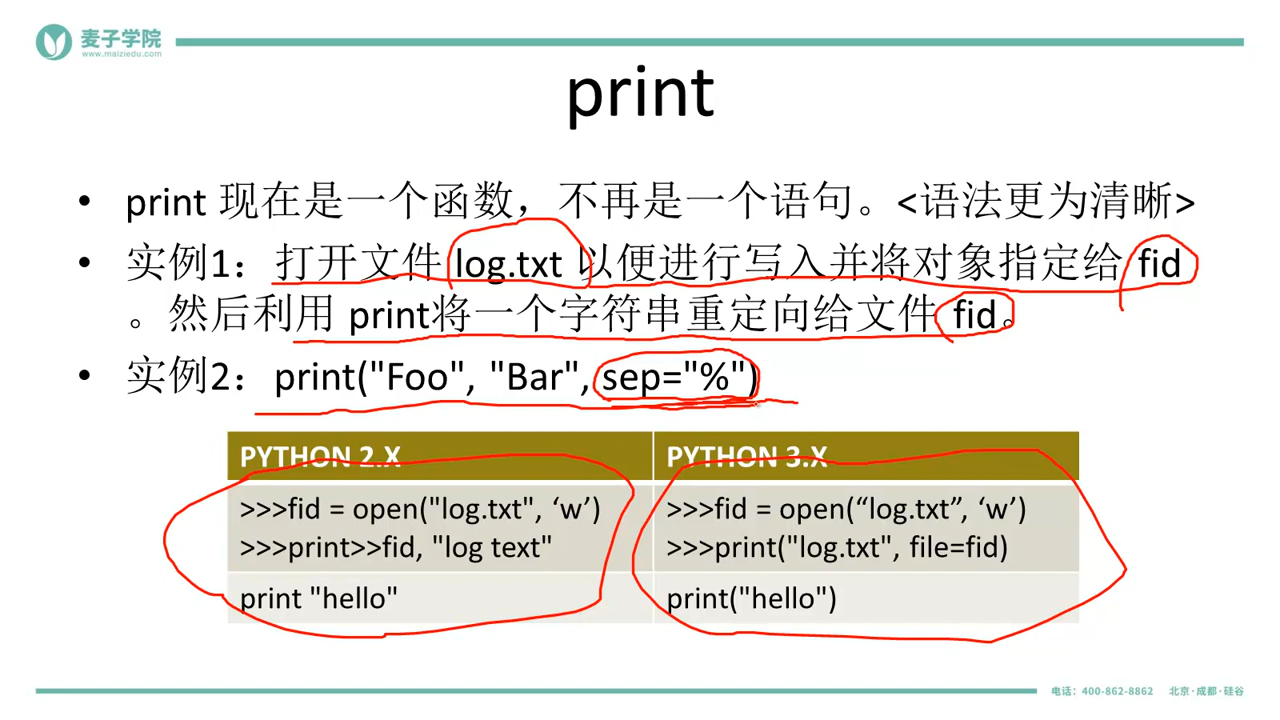 麦子学院
www.maiziedu.com
print
• print 现在是一个函数，不再是一个语句。<语法更为清晰>
• 实例1：打开文件 log.txt 以便进行写入并将对象指定给 fid
。然后利用 print将一个字符串重定向给文件 fid。
• 实例2：print("Foo", "Bar", sep="%")
PYTHON 2.X PYTHON 3.X
>>>fid = open("log.txt", ‘w’) >>>fid = open(“log.txt”, ‘w’)
>>>print>>fid, "log text" >>>print("log.txt", file=fid)
print "hello" print("hello")
电话：400-862-8862 北京·成都·硅谷